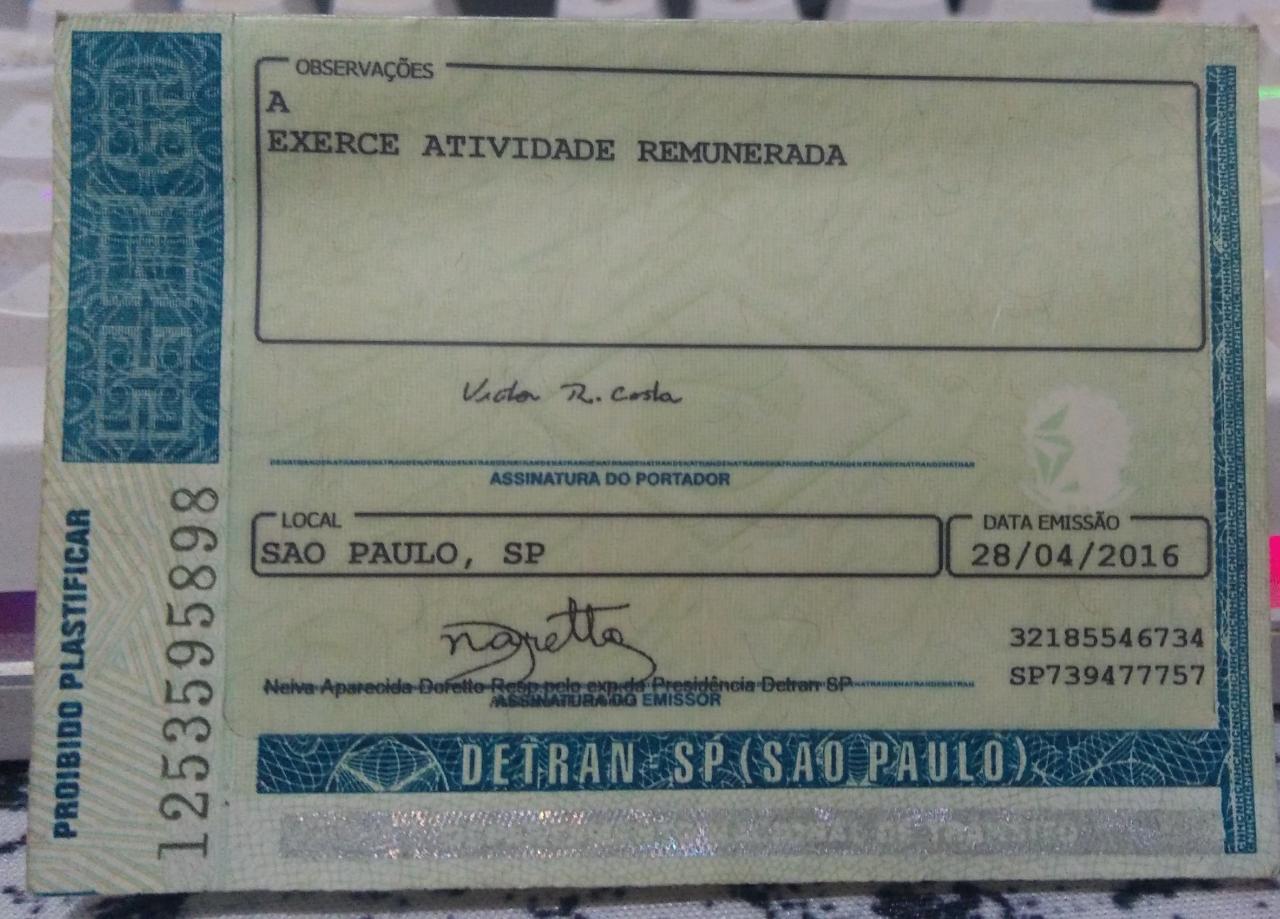 OBSERVAÇÕES
A
EXERCE ATIVIDADE REMUNERADA
Victor R. Costa
ASSINATURA DO PORTADOR
LOCAL
SAO PAULO, SP
DATA EMISSÃO
28/04/2016
32185546734
SP739477757
Neiva Aparecida Doretto Resp.pelo exp.da Presidência Detran SP
ASSINATURA DO EMISSOR
DETRAN-SP(SAO PAULO)
PROIBIDO PLASTIFICAR
1253595898